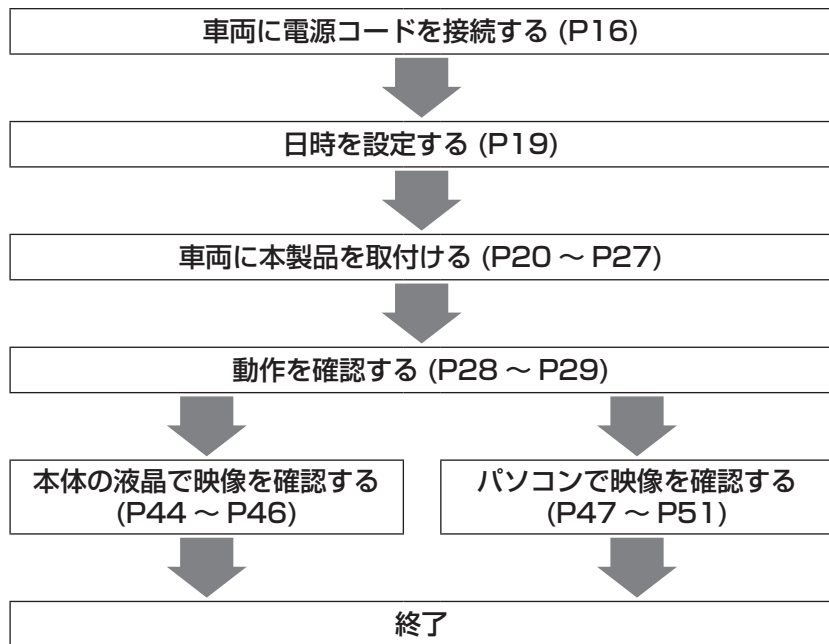 車両に電源コードを接続する (P16)
日時を設定する (P19)
車両に本製品を取付ける (P20 ～ P27)
動作を確認する (P28 ～ P29)
本体の液晶で映像を確認する
(P44 ～ P46)
パソコンで映像を確認する
(P47 ～ P51)
終了